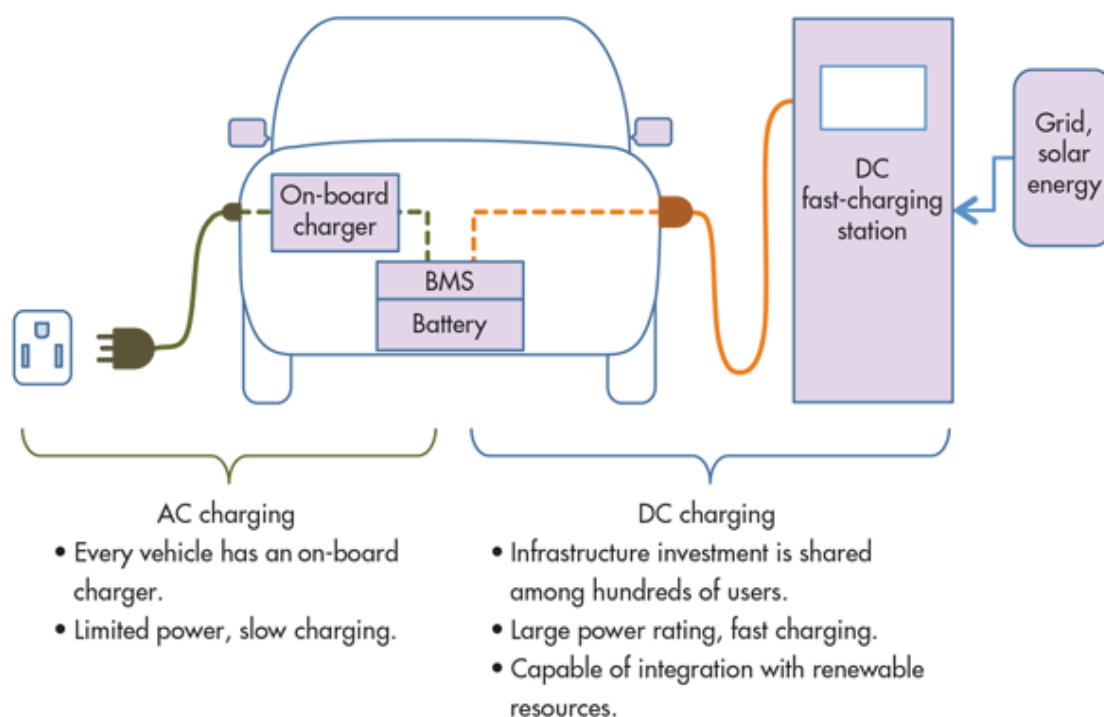 On-board
charger
BMS
Battery
DC
fast-charging
station
Grid,
solar
energy
AC charging
• Every vehicle has an on-board
charger.
• Limited power, slow charging.
DC charging
• Infrastructure investment is shared
among hundreds of users.
• Large power rating, fast charging.
• Capable of integration with renewable
resources.